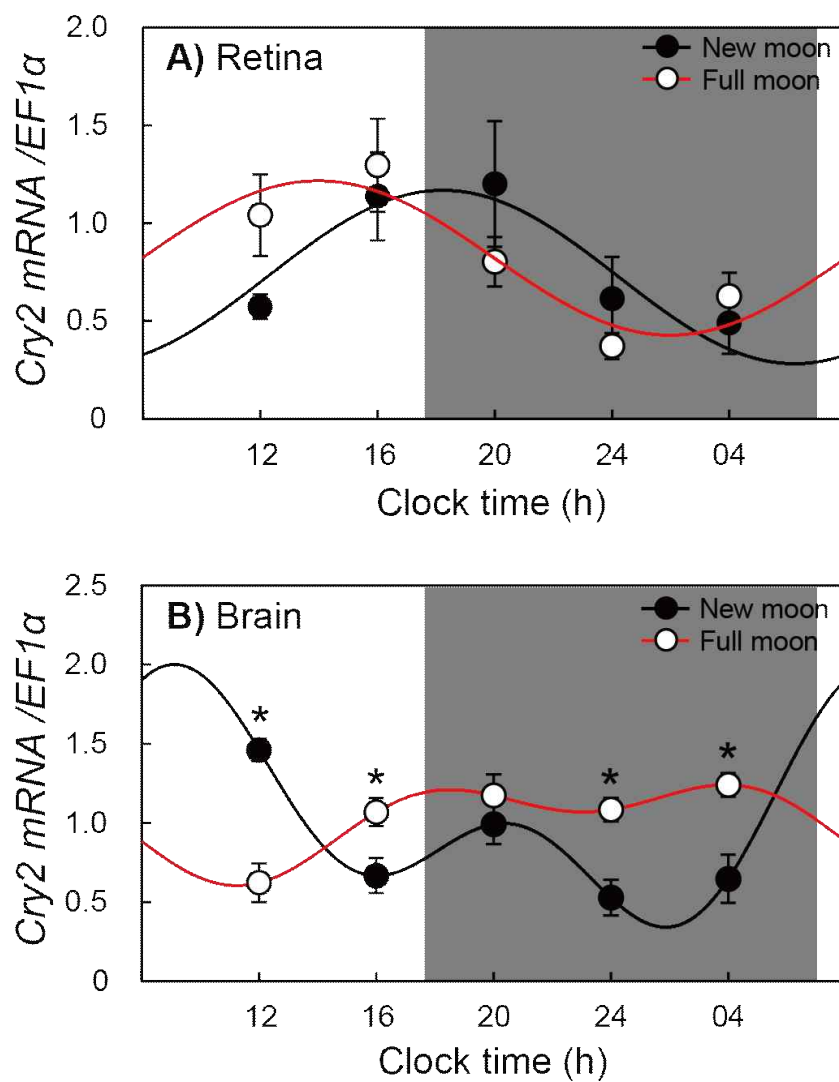 A) Retina
New moon
Full moon
2.0
1.5
1.0
0.5
0
Cry2 mRNA /EF1α
12 16 20 24 04
Clock time (h)
B) Brain
New moon
Full moon
2.5
2.0
1.5
1.0
0.5
0
Cry2 mRNA /EF1α
* * * *
12 16 20 24 04
Clock time (h)